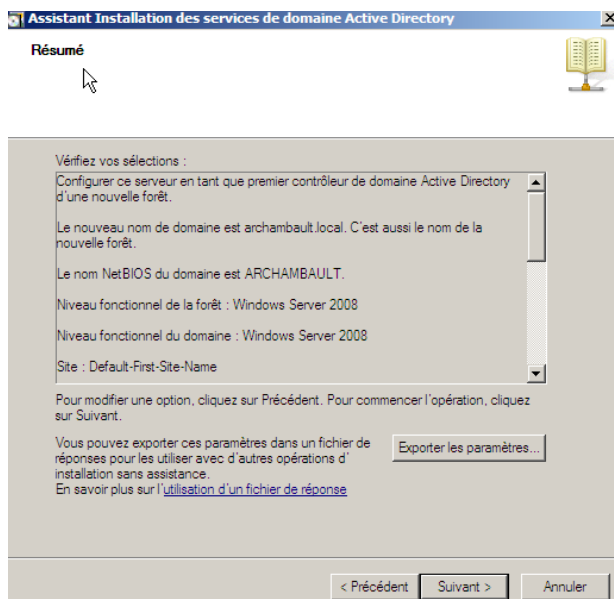 Assistant Installation des services de domaine Active Directory
Résumé
Vérifiez vos sélections :
Configurer ce serveur en tant que premier contrôleur de domaine Active Directory
d'une nouvelle forêt.
Le nouveau nom de domaine est archambault.local. C'est aussi le nom de la
nouvelle forêt.
Le nom NetBIOS du domaine est ARCHAMBAULT.
Niveau fonctionnel de la forêt : Windows Server 2008
Niveau fonctionnel du domaine : Windows Server 2008
Site : Default-First-Site-Name
Pour modifier une option, cliquez sur Précédent. Pour commencer l'opération, cliquez
sur Suivant.
Vous pouvez exporter ces paramètres dans un fichier de
réponses pour les utiliser avec d'autres opérations d'
installation sans assistance.
En savoir plus sur l'utilisation d'un fichier de réponse
Exporter les paramètres...
< Précédent
Suivant >
Annuler